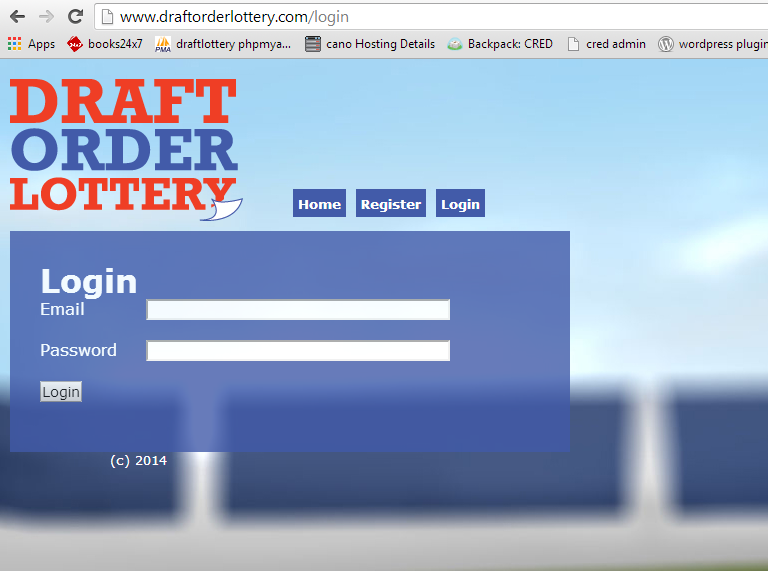 www.draftorderlottery.com/login
Apps books24x7 draftlottery phpmya... cano Hosting Details Backpack: CRED cred admin wordpress plugin
DRAFT
ORDER
LOTTERY
Home Register Login
Login
Email
Password
Login
(c) 2014